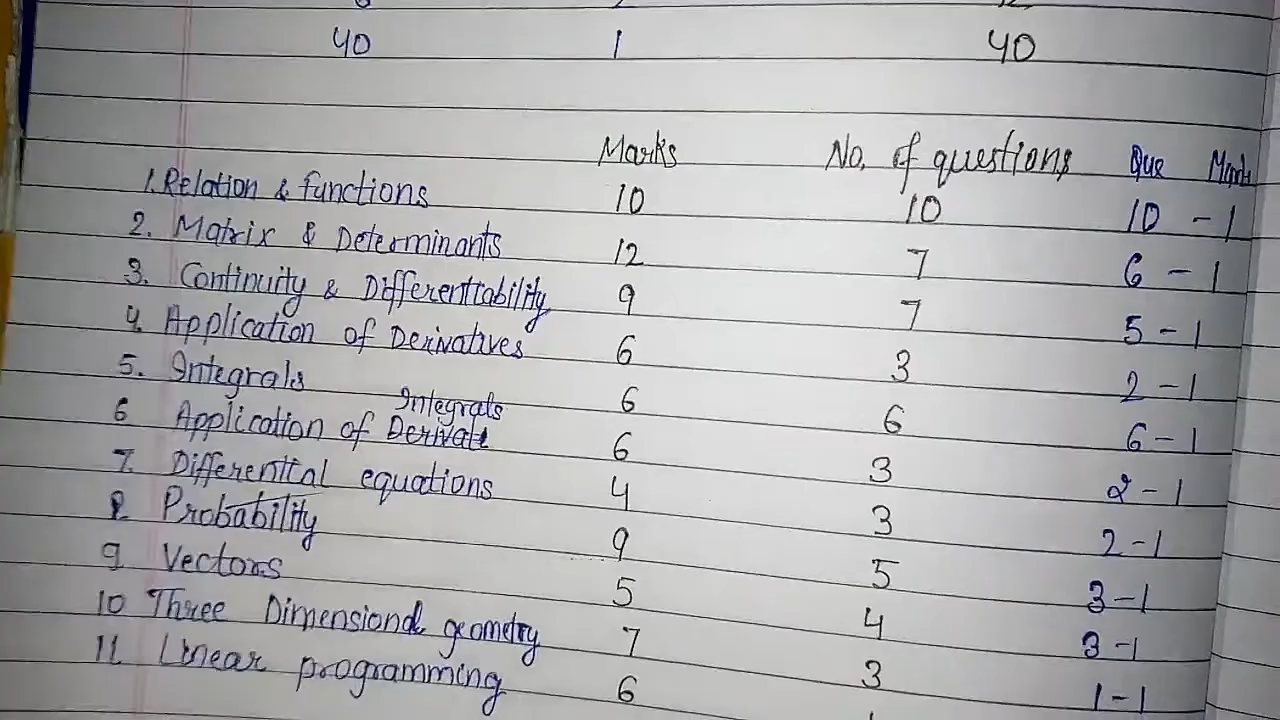 40 1 40
Marks No. of questions Que Marks
1. Relation & functions 10 10 10 - 1
2. Matrix & Determinants 12 7 6 - 1
3. Continuity & Differentiability 9 7 5 - 1
4. Application of Derivatives 6 3 2 - 1
5. Integrals 6 6 6 - 1
Integrals
6 Application of Derivate 6 3 2 - 1
7. Differential equations 4 3 2 - 1
8. Probability 9 5 3 - 1
9 Vectors 5 4 3 - 1
10 Three Dimensional geometry 7 3 1 - 1
11. Linear programming 6